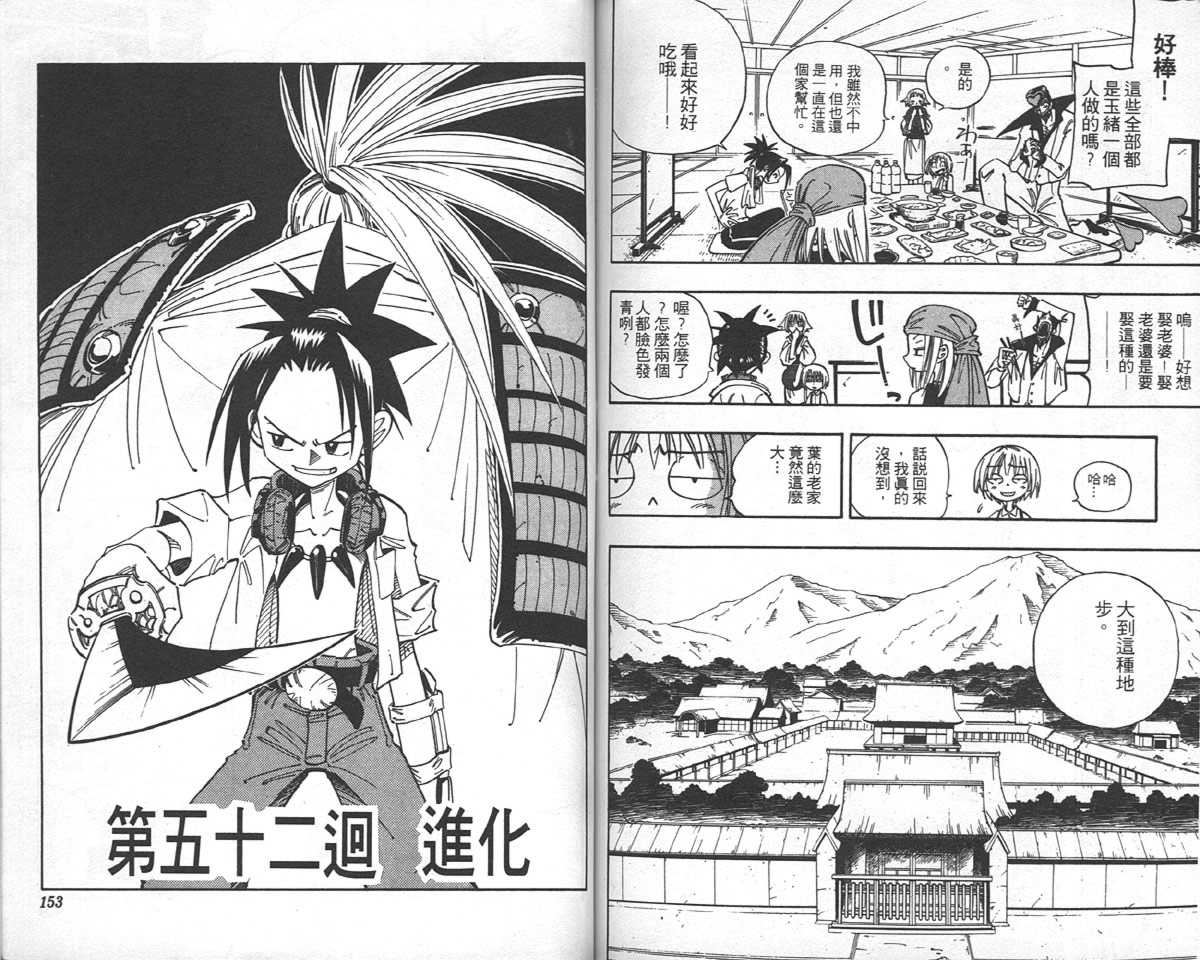 好棒！
這些全部都
是玉緒一個
人做的嗎？
是的
。
わあ
我雖然不中
用，但也還
是一直在這
個家幫忙。
看起來好好
吃哦——！
嗚——好想
娶老婆—娶
老婆還是要
娶這種的—
——！
喔？怎麼了
？怎麼兩個
人都臉色發
青咧？
哈
哈…
話說回來
，我眞的
沒想到，
葉的老家
竟然這麼
大…
大到這種地
步。
第五十二迴　進化
153